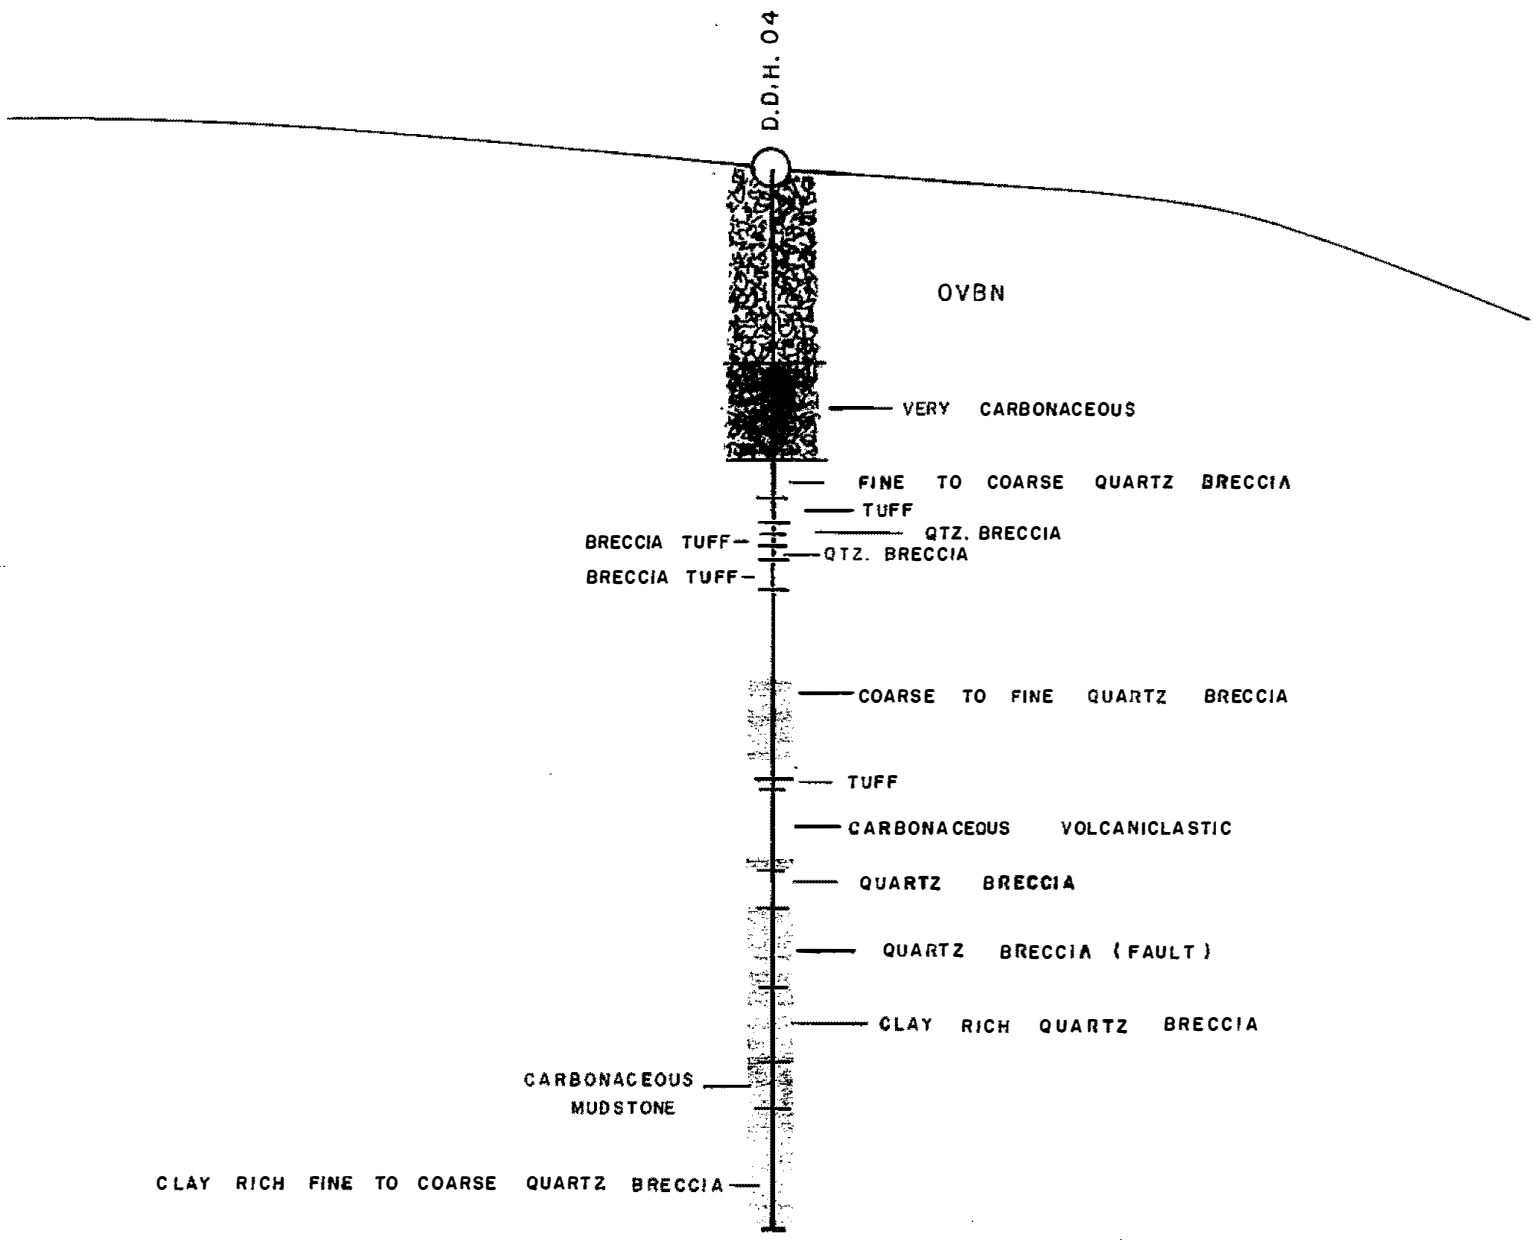 D.D.H. 04
OVBN
VERY CARBONACEOUS
FINE TO COARSE QUARTZ BRECCIA
TUFF
QTZ. BRECCIA
BRECCIA TUFF
QTZ. BRECCIA
BRECCIA TUFF
COARSE TO FINE QUARTZ BRECCIA
TUFF
CARBONACEOUS VOLCANICLASTIC
QUARTZ BRECCIA
QUARTZ BRECCIA (FAULT)
CLAY RICH QUARTZ BRECCIA
CARBONACEOUS
MUDSTONE
CLAY RICH FINE TO COARSE QUARTZ BRECCIA